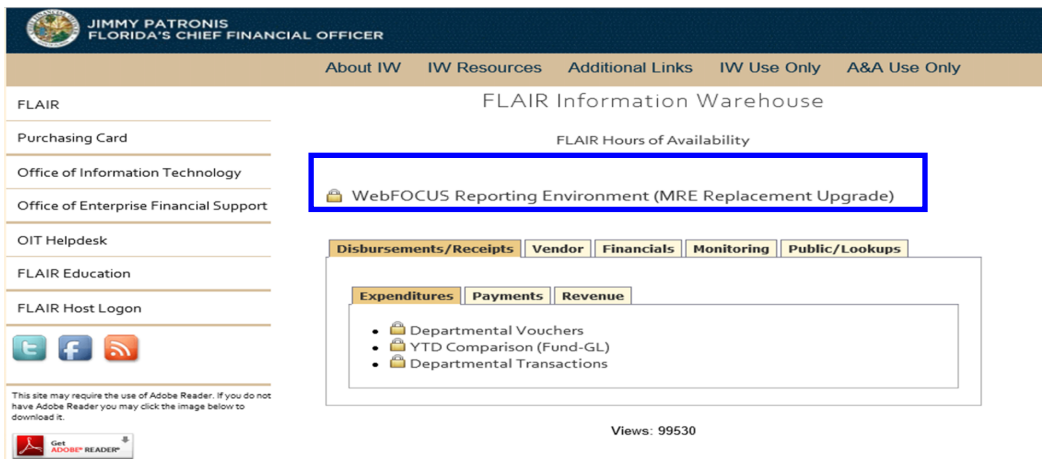 JIMMY PATRONIS
FLORIDA'S CHIEF FINANCIAL OFFICER
About IW IW Resources Additional Links IW Use Only A&A Use Only
FLAIR
Purchasing Card
Office of Information Technology
Office of Enterprise Financial Support
OIT Helpdesk
FLAIR Education
FLAIR Host Logon
This site may require the use of Adobe Reader. If you do not
have Adobe Reader you may click the image below to
download it.
Get
ADOBE® READER®
FLAIR Information Warehouse
FLAIR Hours of Availability
WebFOCUS Reporting Environment (MRE Replacement Upgrade)
Disbursements/Receipts Vendor Financials Monitoring Public/Lookups
Expenditures Payments Revenue
Departmental Vouchers
YTD Comparison (Fund-GL)
Departmental Transactions
Views: 99530